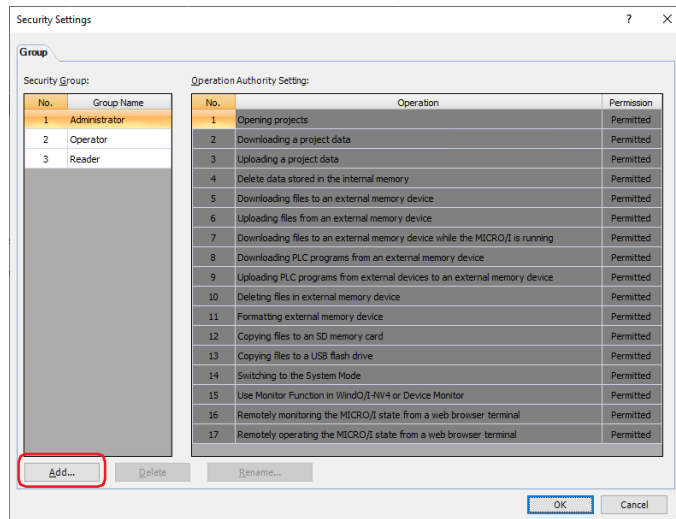 Security Settings ? ×
Group
Security Group: Operation Authority Setting:
No. Group Name No. Operation Permission
1 Administrator 1 Opening projects Permitted
2 Operator 2 Downloading a project data Permitted
3 Reader 3 Uploading a project data Permitted
4 Delete data stored in the internal memory Permitted
5 Downloading files to an external memory device Permitted
6 Uploading files from an external memory device Permitted
7 Downloading files to an external memory device while the MICRO/I is running Permitted
8 Downloading PLC programs from an external memory device Permitted
9 Uploading PLC programs from external devices to an external memory device Permitted
10 Deleting files in external memory device Permitted
11 Formatting external memory device Permitted
12 Copying files to an SD memory card Permitted
13 Copying files to a USB flash drive Permitted
14 Switching to the System Mode Permitted
15 Use Monitor Function in WindO/I-NV4 or Device Monitor Permitted
16 Remotely monitoring the MICRO/I state from a web browser terminal Permitted
17 Remotely operating the MICRO/I state from a web browser terminal Permitted
Add... Delete Rename...
OK Cancel